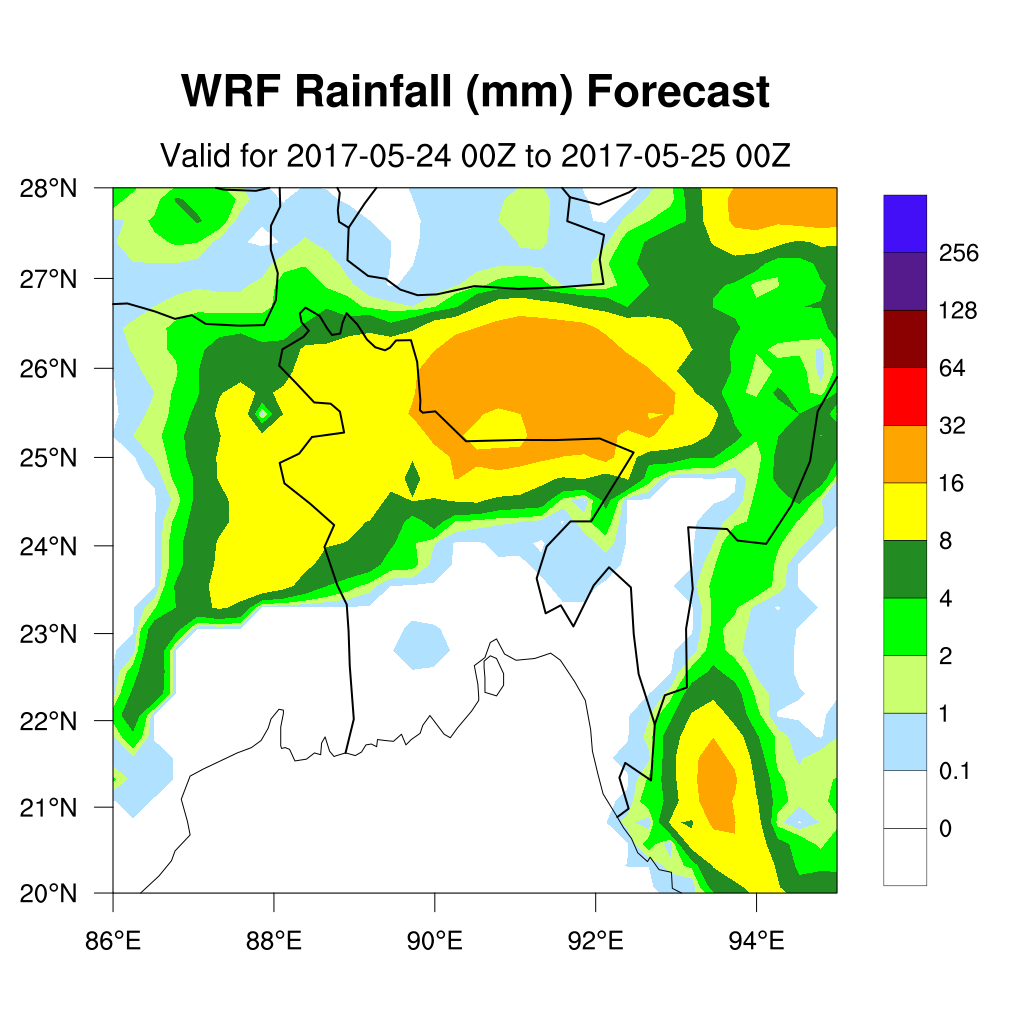 WRF Rainfall (mm) Forecast
Valid for 2017-05-24 00Z to 2017-05-25 00Z
28°N
27°N
26°N
25°N
24°N
23°N
22°N
21°N
20°N
86°E 88°E 90°E 92°E 94°E
256
128
64
32
16
8
4
2
1
0.1
0